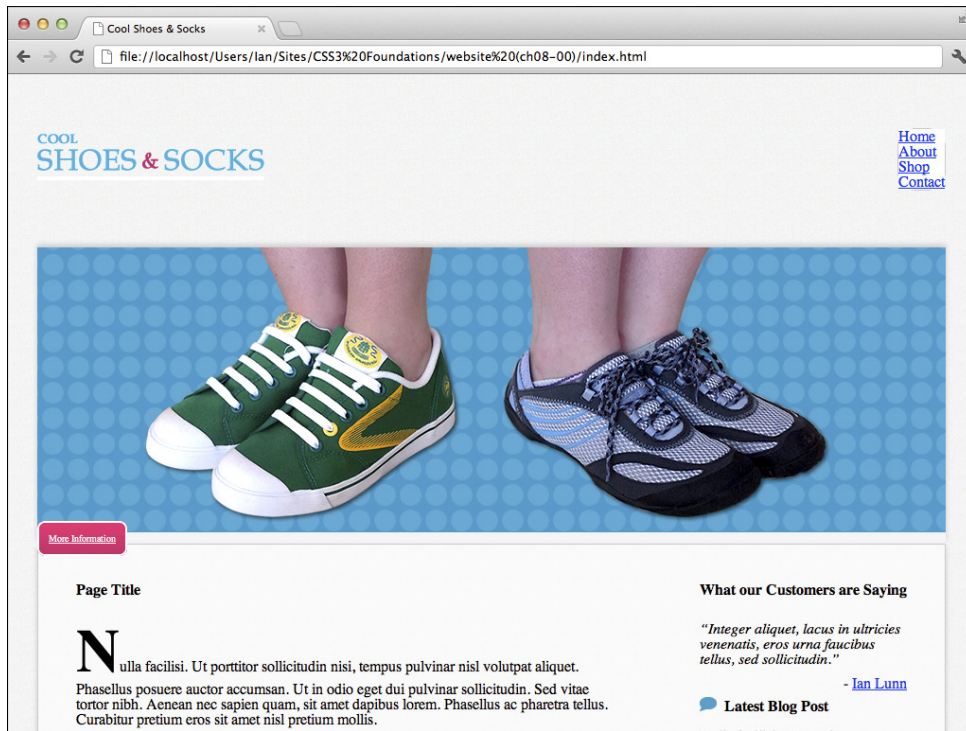 Cool Shoes & Socks
file://localhost/Users/Ian/Sites/CSS3%20Foundations/website%20(ch08-00)/index.html
COOL
SHOES & SOCKS
Home
About
Shop
Contact
More Information
Page Title
Nulla facilisi. Ut porttitor sollicitudin nisi, tempus pulvinar nisl volutpat aliquet.
Phasellus posuere auctor accumsan. Ut in odio eget dui pulvinar sollicitudin. Sed vitae
tortor nibh. Aenean nec sapien quam, sit amet dapibus lorem. Phasellus ac pharetra tellus.
Curabitur pretium eros sit amet nisl pretium mollis.
What our Customers are Saying
“Integer aliquet, lacus in ultricies
venenatis, eros urna faucibus
tellus, sed sollicitudin.”
- Ian Lunn
Latest Blog Post